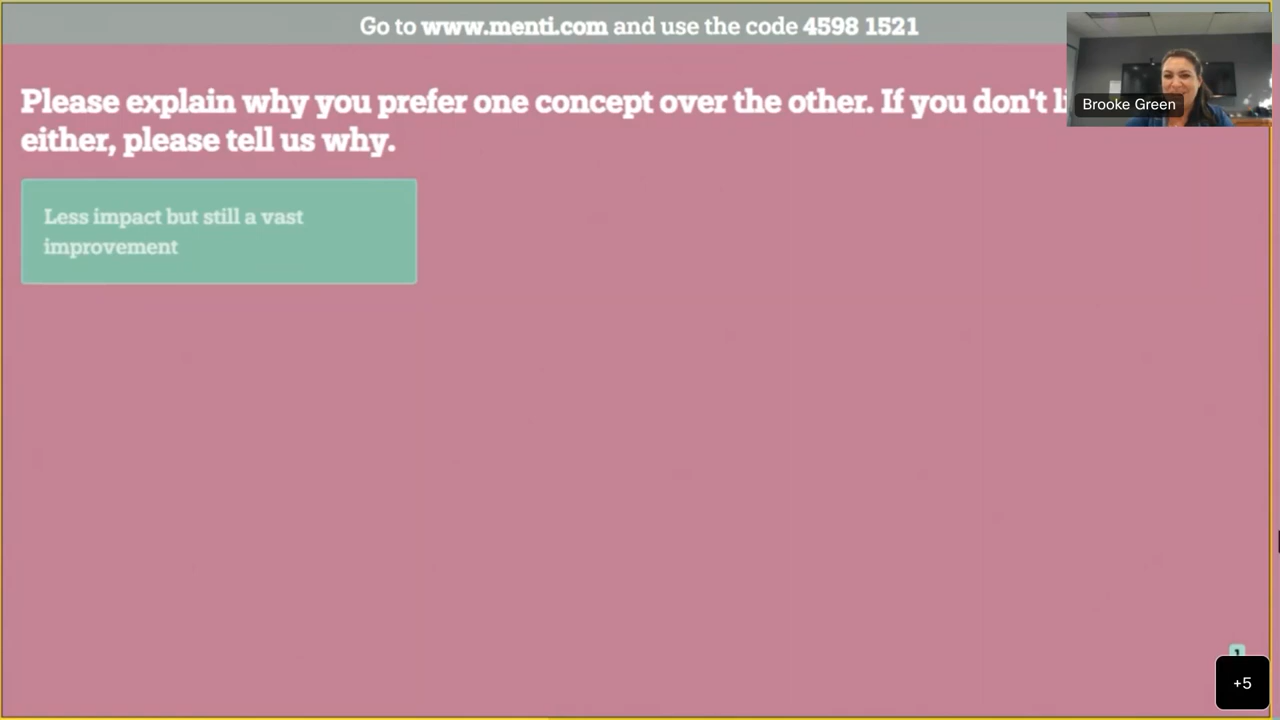 Go to www.menti.com and use the code 4598 1521
Please explain why you prefer one concept over the other. If you don't
either, please tell us why.
Brooke Green
Less impact but still a vast
improvement
1
+5